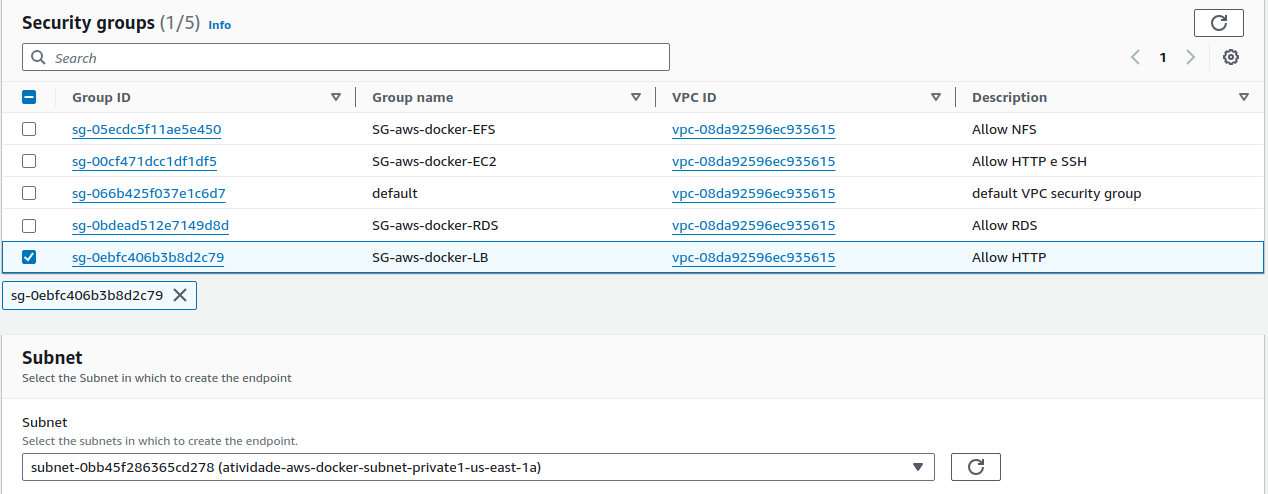 Security groups (1/5) Info
Search
1
Group ID Group name VPC ID Description
sg-05ecdc5f11ae5e450 SG-aws-docker-EFS vpc-08da92596ec935615 Allow NFS
sg-00cf471dcc1df1df5 SG-aws-docker-EC2 vpc-08da92596ec935615 Allow HTTP e SSH
sg-066b425f037e1c6d7 default vpc-08da92596ec935615 default VPC security group
sg-0bdead512e7149d8d SG-aws-docker-RDS vpc-08da92596ec935615 Allow RDS
sg-0ebfc406b3b8d2c79 SG-aws-docker-LB vpc-08da92596ec935615 Allow HTTP
sg-0ebfc406b3b8d2c79
Subnet
Select the Subnet in which to create the endpoint
Subnet
Select the subnets in which to create the endpoint.
subnet-0bb45f286365cd278 (atividade-aws-docker-subnet-private1-us-east-1a)